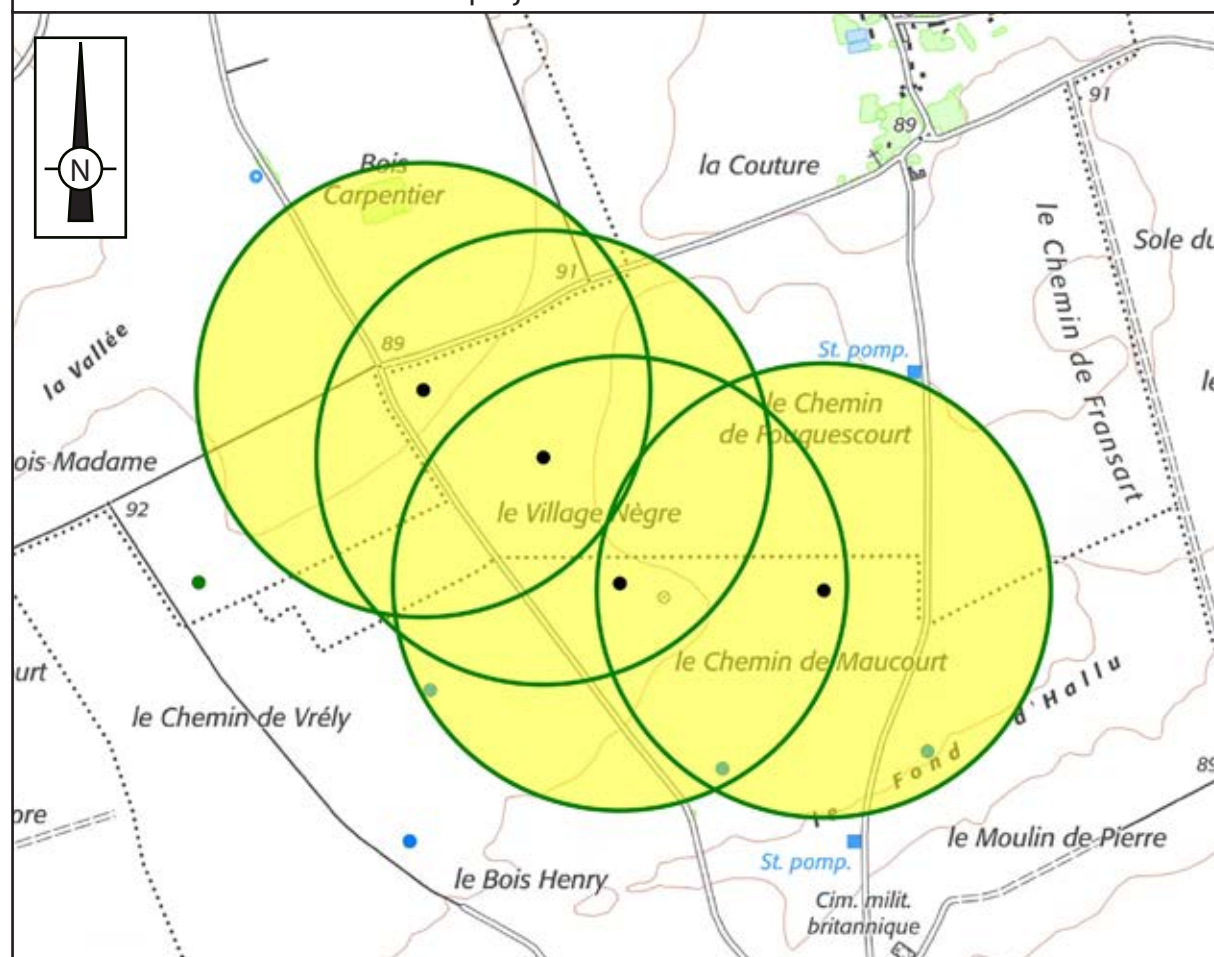 N
91
89
la Couture
Bois
Carpentier
le Chemin de Fransart
Sole du
91
la Vallée
89
St. pomp.
le Chemin
de Fouquescourt
ois-Madame
92
le Village Nègre
le Chemin de Maucourt
urt
le Chemin de Vrély
le Fond d'Hallu
89
ore
le Moulin de Pierre
St. pomp.
le Bois Henry
Cim. milit.
britannique